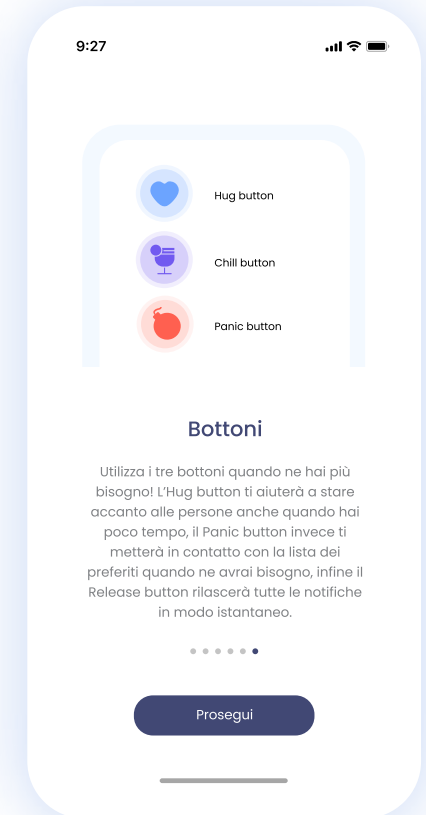 9:27
Hug button
Chill button
Panic button
Bottoni
Utilizza i tre bottoni quando ne hai più
bisogno! L'Hug button ti aiuterà a stare
accanto alle persone anche quando hai
poco tempo, il Panic button invece ti
metterà in contatto con la lista dei
preferiti quando ne avrai bisogno, infine il
Release button rilascerà tutte le notifiche
in modo istantaneo.
Prosegui